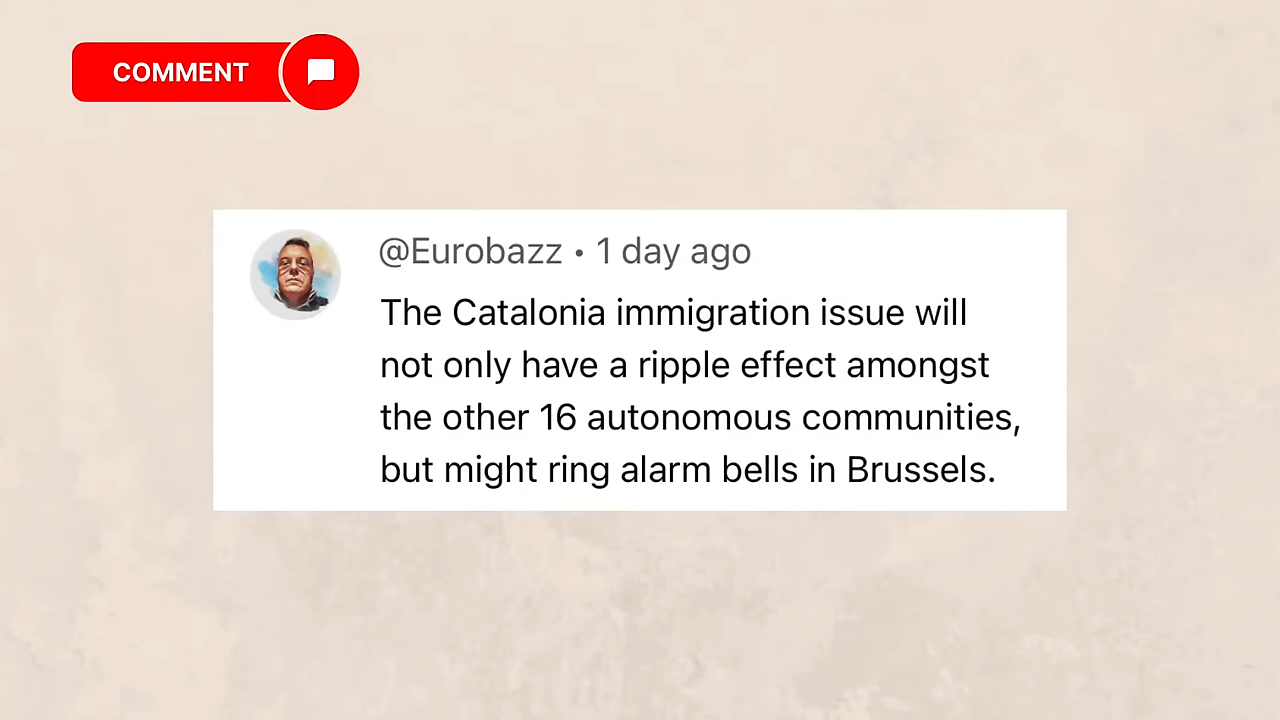 COMMENT
@Eurobazz • 1 day ago
The Catalonia immigration issue will
not only have a ripple effect amongst
the other 16 autonomous communities,
but might ring alarm bells in Brussels.